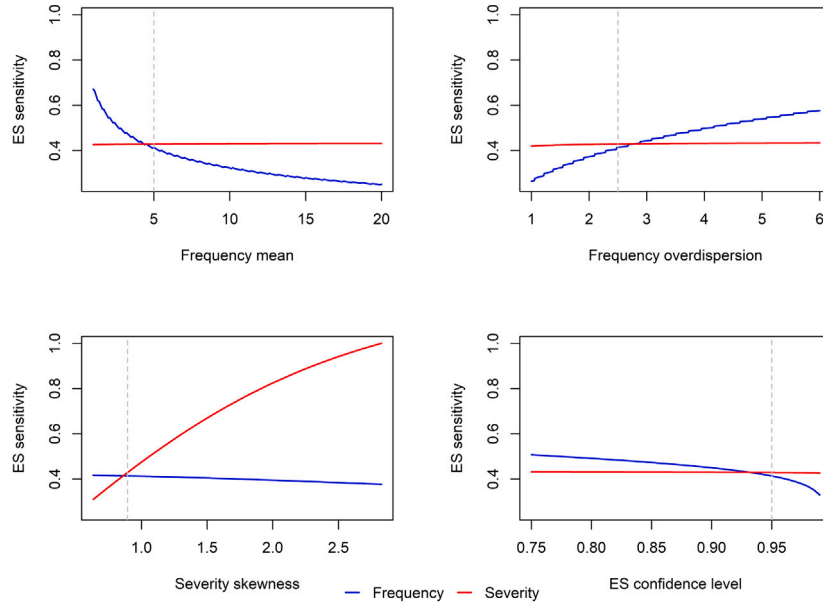 ES sensitivity
1.0
0.8
0.6
0.4
5 10 15 20
Frequency mean
ES sensitivity
1.0
0.8
0.6
0.4
1 2 3 4 5 6
Frequency overdispersion
ES sensitivity
1.0
0.8
0.6
0.4
1.0 1.5 2.0 2.5
Severity skewness
ES sensitivity
1.0
0.8
0.6
0.4
0.75 0.80 0.85 0.90 0.95
ES confidence level
Frequency Severity